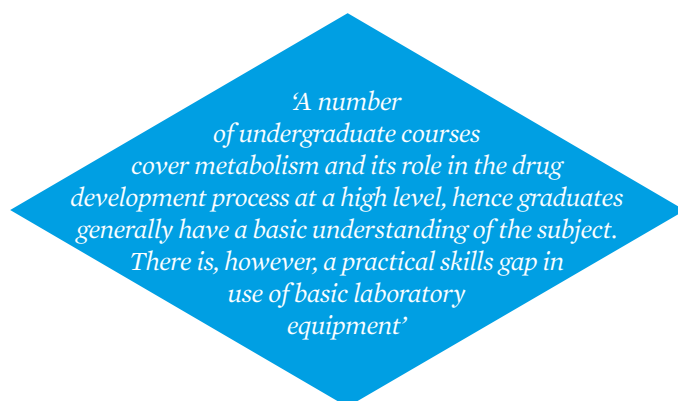 ‘A number
of undergraduate courses
cover metabolism and its role in the drug
development process at a high level, hence graduates
generally have a basic understanding of the subject.
There is, however, a practical skills gap in
use of basic laboratory
equipment’